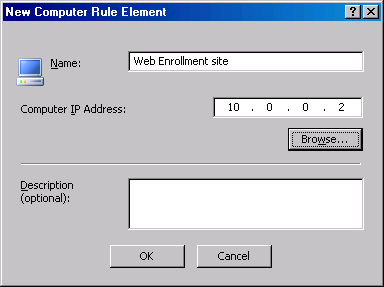 New Computer Rule Element
Name: Web Enrollment site
Computer IP Address: 10 . 0 . 0 . 2
Browse...
Description
(optional):
OK Cancel